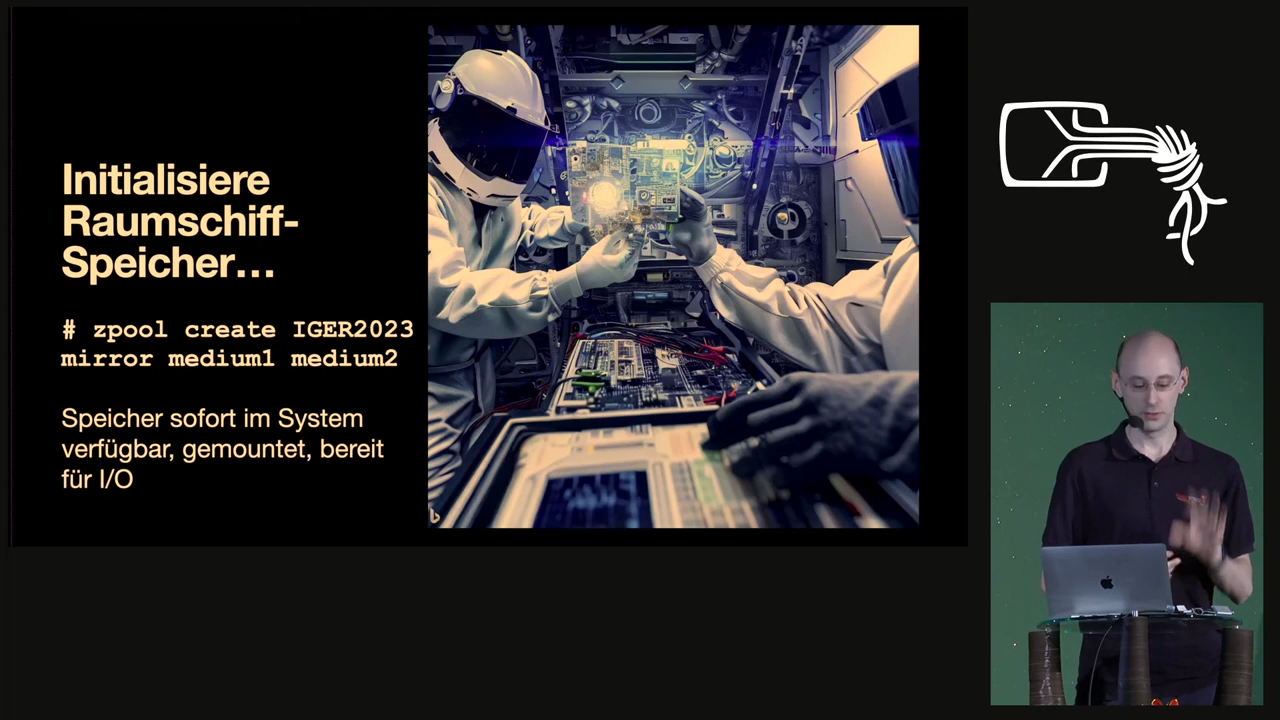 Initialisiere
Raumschiff-
Speicher…
# zpool create IGER2023
mirror medium1 medium2
Speicher sofort im System
verfügbar, gemountet, bereit
für I/O